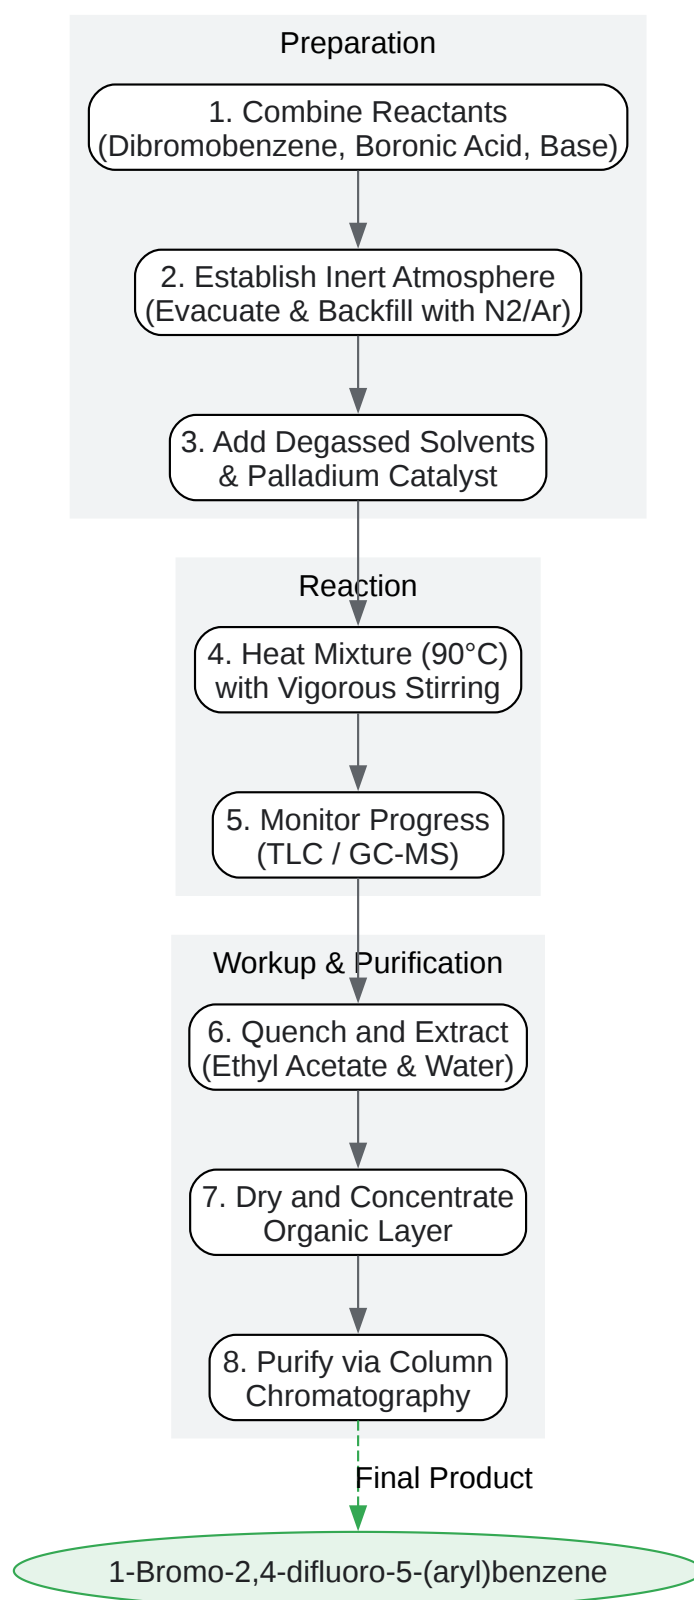 Preparation
1. Combine Reactants
(Dibromobenzene, Boronic Acid, Base)
2. Establish Inert Atmosphere
(Evacuate & Backfill with N2/Ar)
3. Add Degassed Solvents
& Palladium Catalyst
Reaction
4. Heat Mixture (90°C)
with Vigorous Stirring
5. Monitor Progress
(TLC / GC-MS)
Workup & Purification
6. Quench and Extract
(Ethyl Acetate & Water)
7. Dry and Concentrate
Organic Layer
8. Purify via Column
Chromatography
Final Product
1-Bromo-2,4-difluoro-5-(aryl)benzene